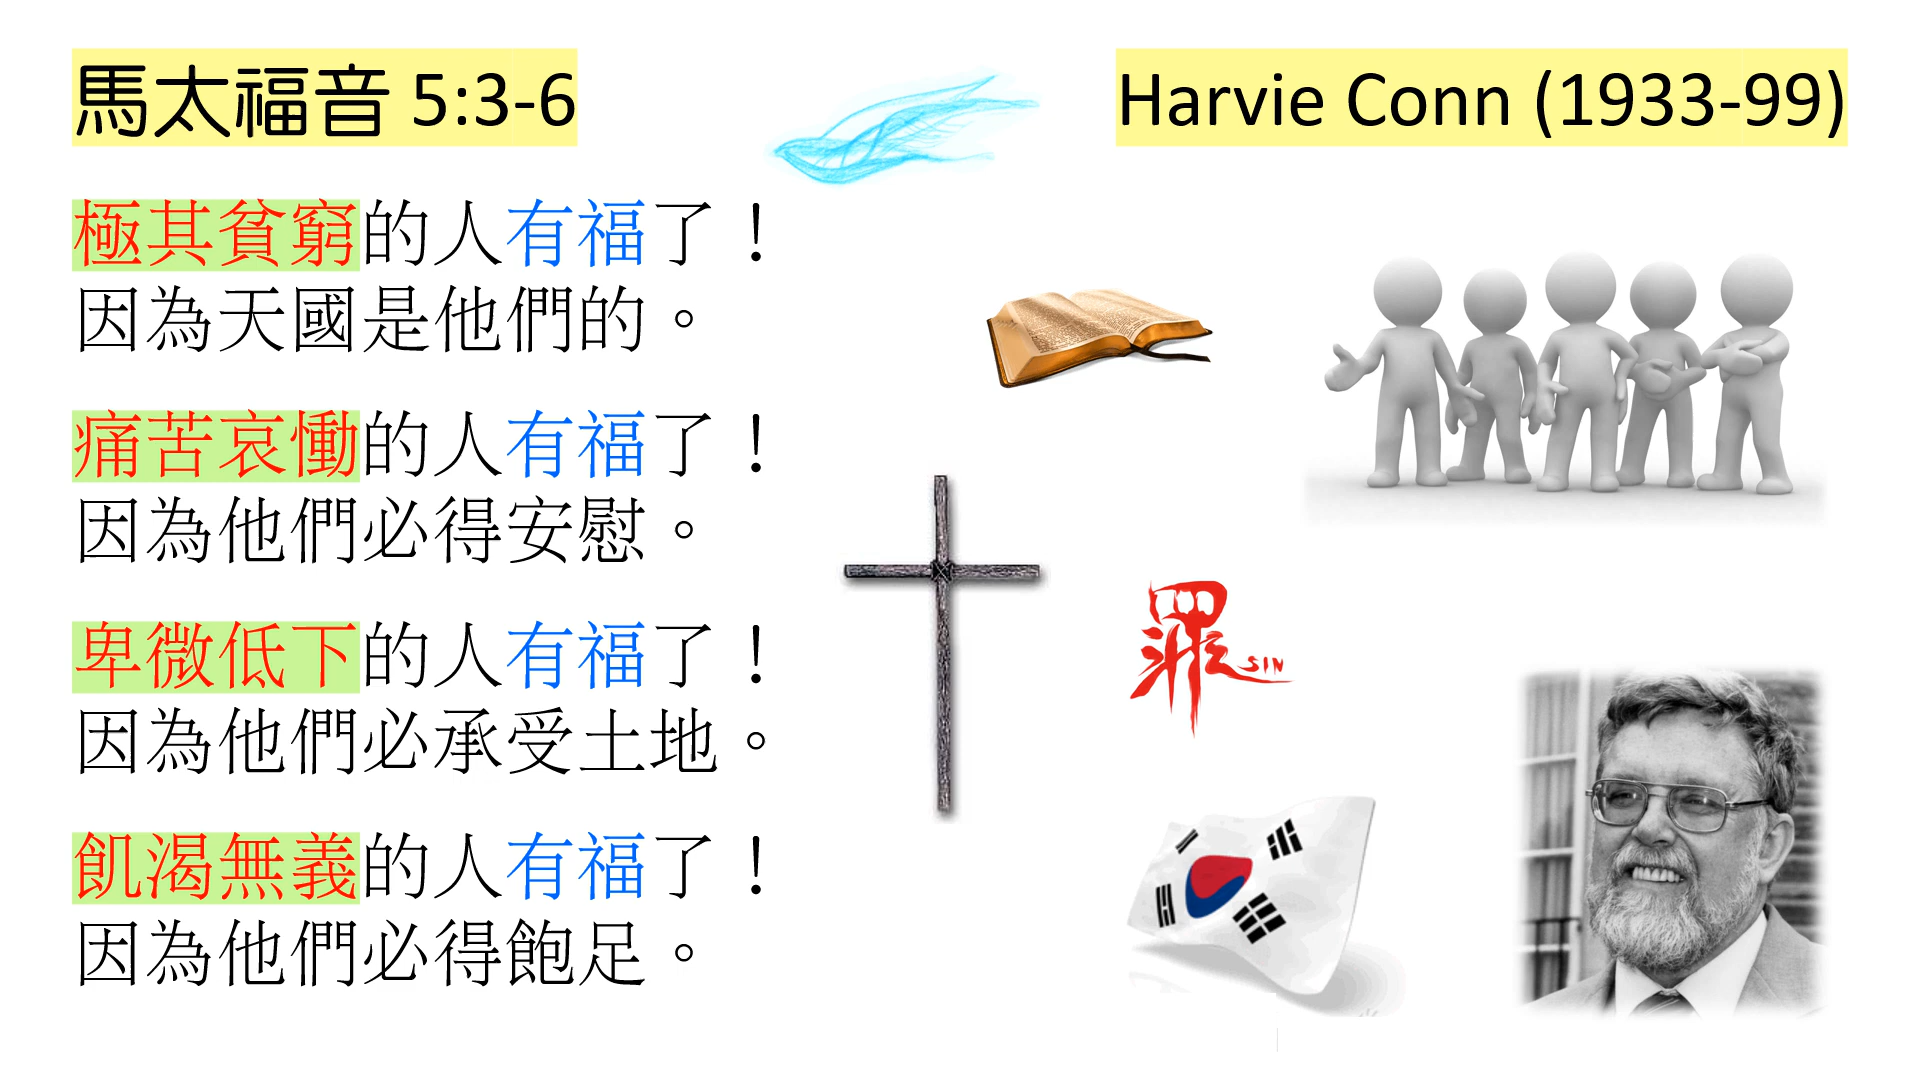 馬太福音 5:3-6
Harvie Conn (1933-99)
極其貧窮的人有福了！
因為天國是他們的。
痛苦哀慟的人有福了！
因為他們必得安慰。
卑微低下的人有福了！
因為他們必承受土地。
飢渴無義的人有福了！
因為他們必得飽足。
罪 SIN